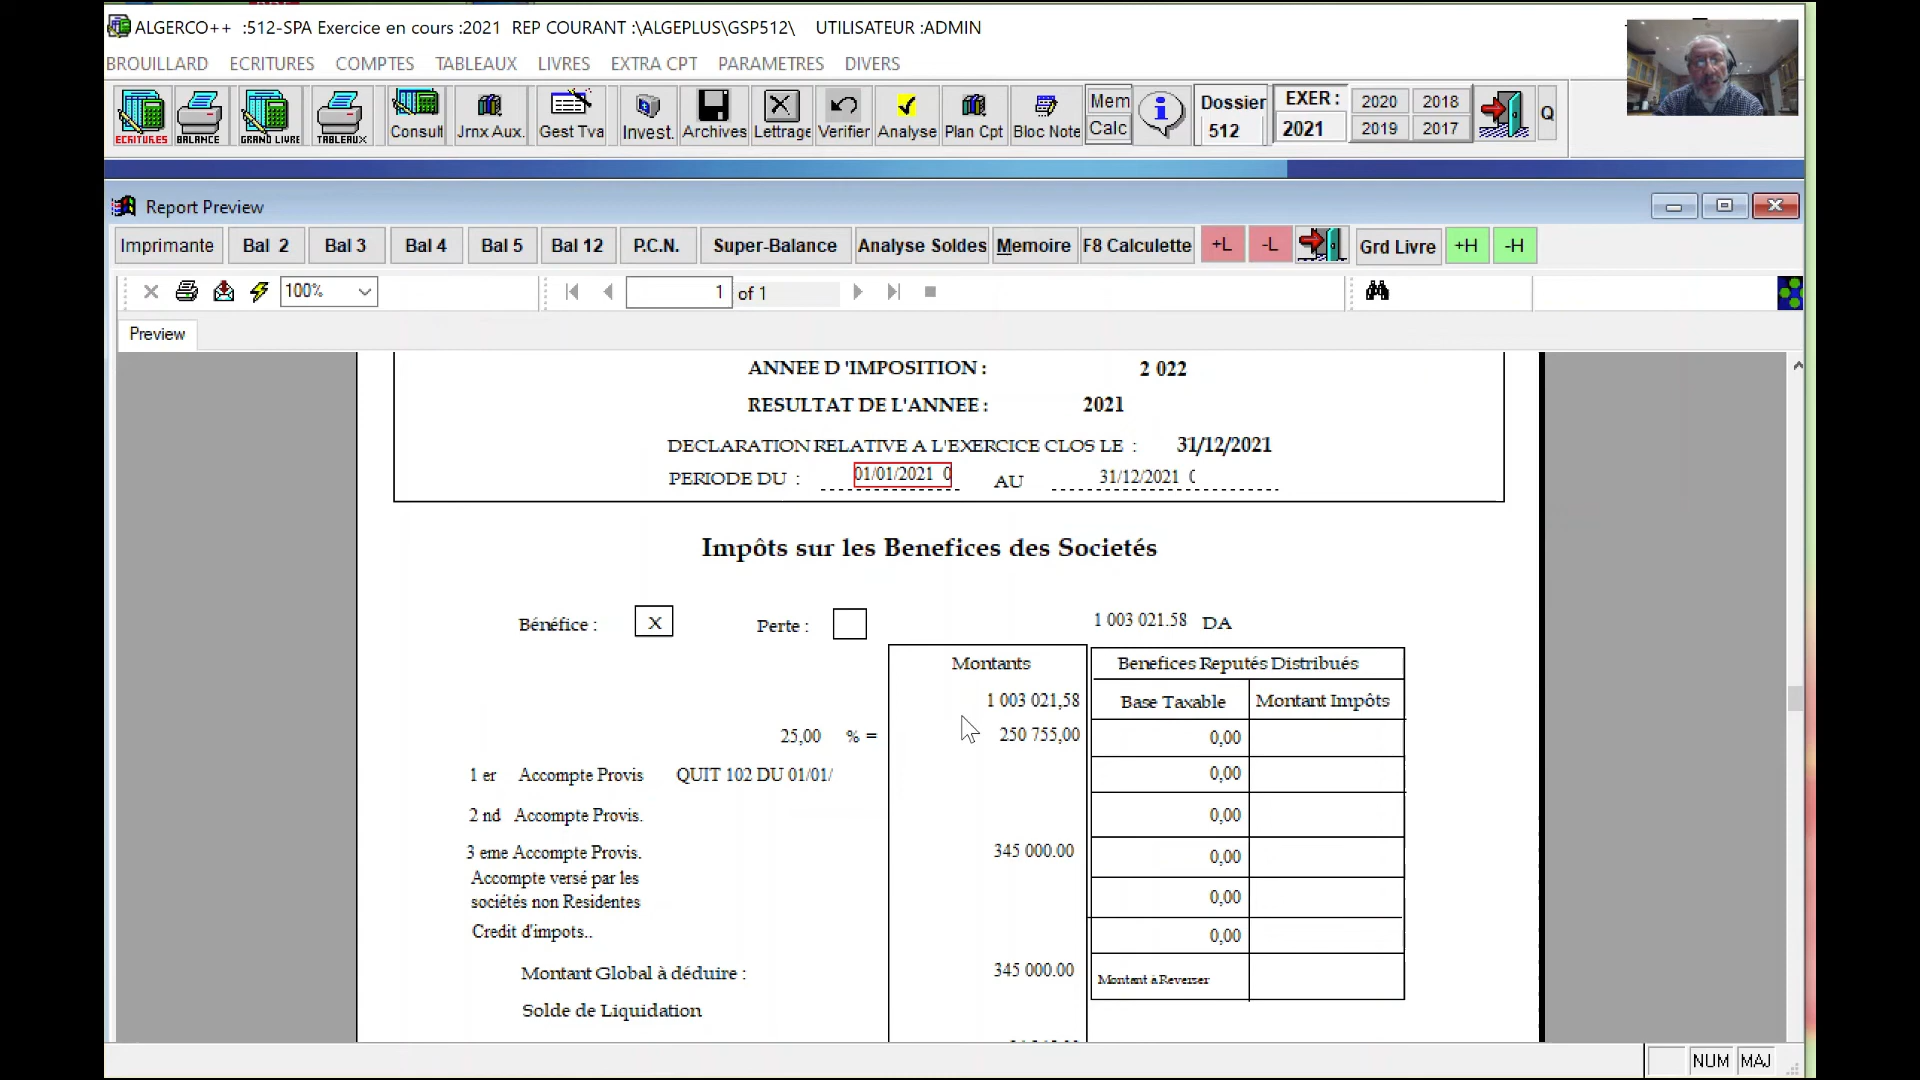 ALGERCO++ :512-SPA Exercice en cours :2021 REP COURANT :\ALGEPLUS\GSP512\ UTILISATEUR :ADMIN
BROUILLARD ECRITURES COMPTES TABLEAUX LIVRES EXTRA CPT PARAMETRES DIVERS
ECRITURES BALANCE GRAND LIVRE TABLEAUX Consult Jrnx Aux. Gest Tva Invest. Archives Lettrage Verifier Analyse Plan Cpt Bloc Note Mem Calc Dossier 512 EXER : 2021 2020 2018 2019 2017 Q
Report Preview
Imprimante Bal 2 Bal 3 Bal 4 Bal 5 Bal 12 P.C.N. Super-Balance Analyse Soldes Memoire F8 Calculette +L -L Grd Livre +H -H
100% 1 of 1
Preview
ANNEE D 'IMPOSITION : 2 022
RESULTAT DE L'ANNEE : 2021
DECLARATION RELATIVE A L'EXERCICE CLOS LE : 31/12/2021
PERIODE DU : 01/01/2021 0 AU 31/12/2021
Impôts sur les Benefices des Societés
Bénéfice : X Perte : 1 003 021.58 DA
Montants Benefices Reputés Distribués
1 003 021,58 Base Taxable Montant Impôts
25,00 % = 250 755,00 0,00
1 er Accompte Provis QUIT 102 DU 01/01/ 0,00
2 nd Accompte Provis. 0,00
3 eme Accompte Provis. 345 000.00 0,00
Accompte versé par les
sociétés non Residentes 0,00
Credit d'impots.. 0,00
Montant Global à déduire : 345 000.00 Montant à Reverser
Solde de Liquidation
NUM MAJ